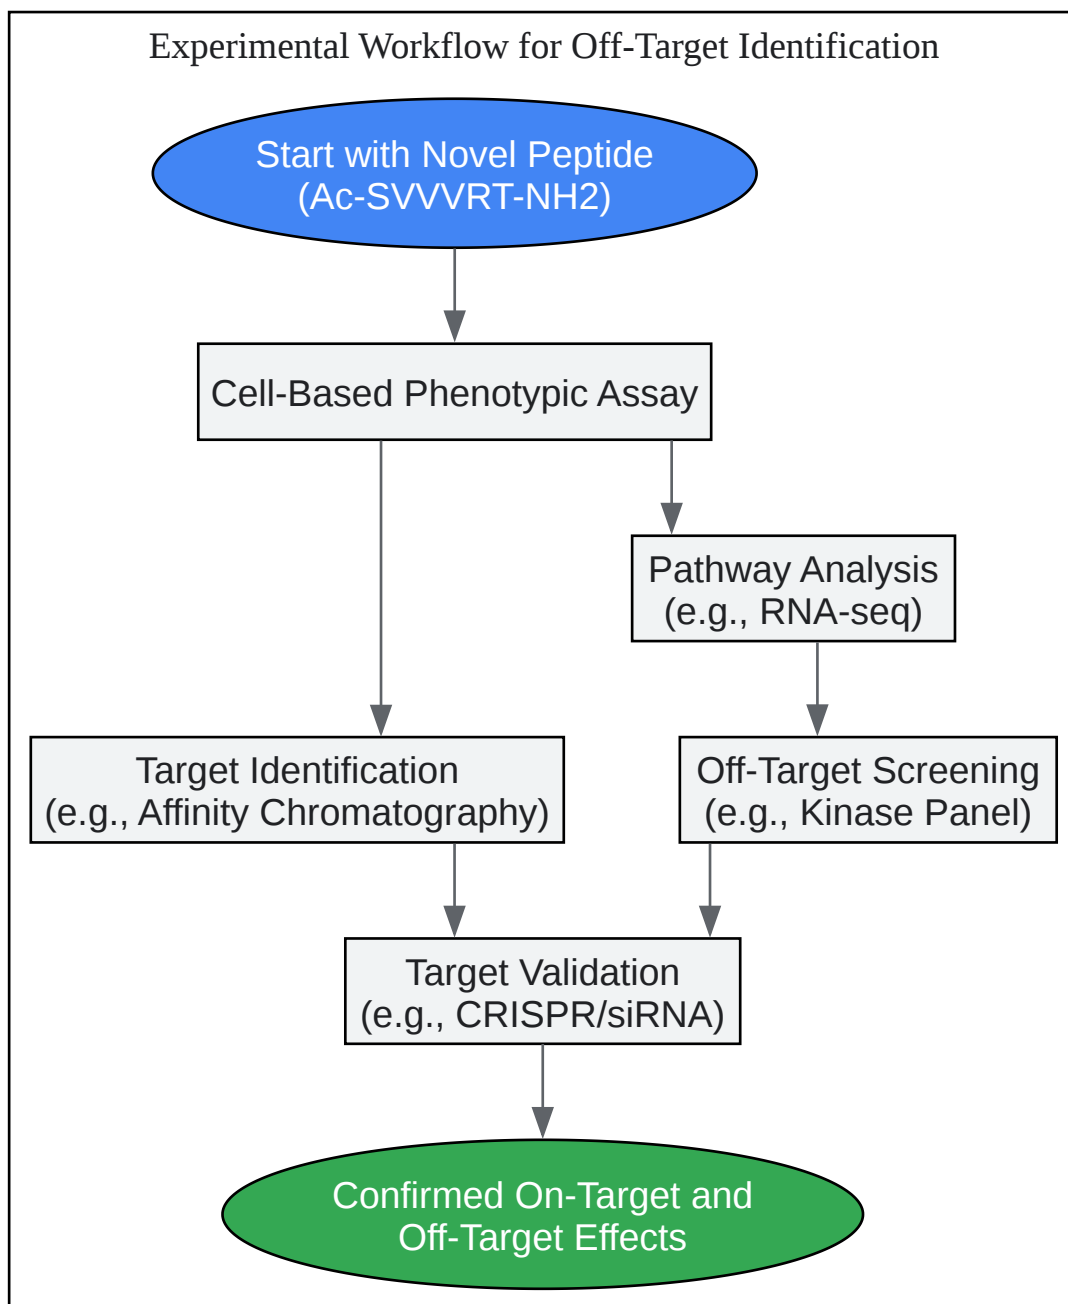 Experimental Workflow for Off-Target Identification
Start with Novel Peptide
(Ac-SVVVRT-NH2)
Cell-Based Phenotypic Assay
Pathway Analysis
(e.g., RNA-seq)
Target Identification
(e.g., Affinity Chromatography)
Off-Target Screening
(e.g., Kinase Panel)
Target Validation
(e.g., CRISPR/siRNA)
Confirmed On-Target and
Off-Target Effects